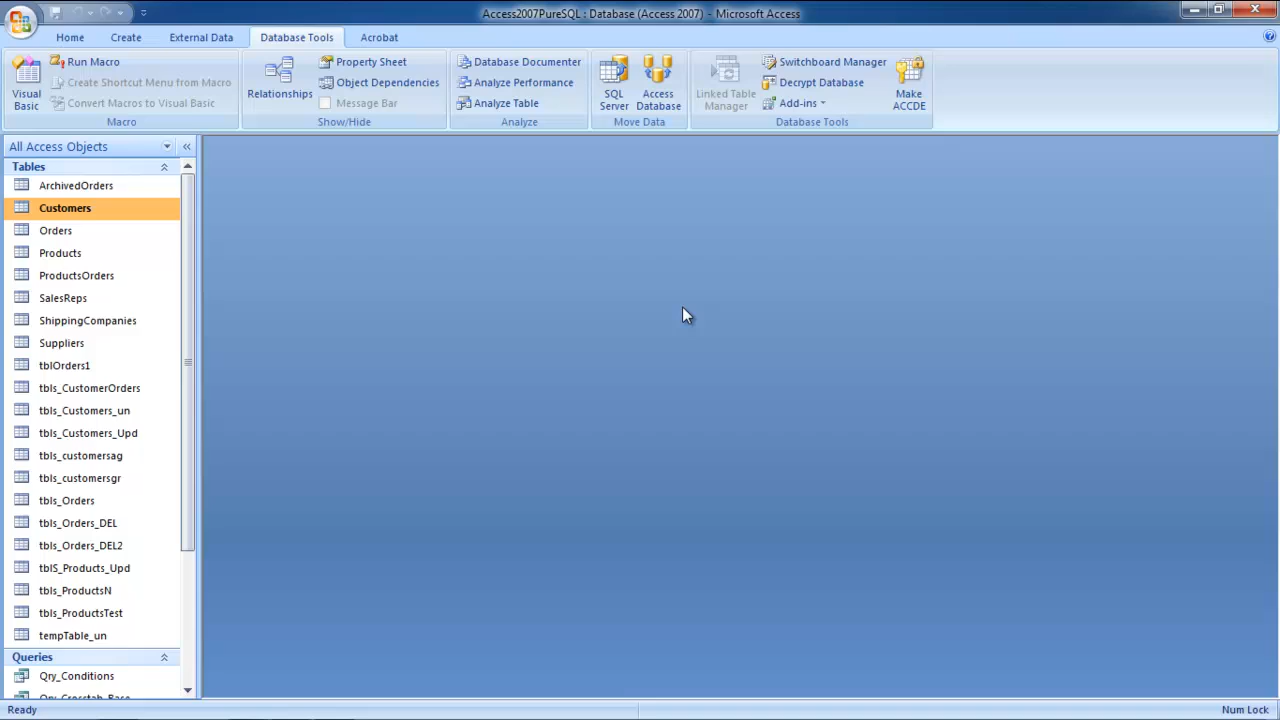 Access2007PureSQL : Database (Access 2007) - Microsoft Access
Home Create External Data Database Tools Acrobat
Visual Basic
Run Macro
Create Shortcut Menu from Macro
Convert Macros to Visual Basic
Macro
Relationships
Property Sheet
Object Dependencies
Message Bar
Show/Hide
Database Documenter
Analyze Performance
Analyze Table
Analyze
SQL Server
Access Database
Move Data
Linked Table Manager
Switchboard Manager
Decrypt Database
Add-ins
Make ACCDE
Database Tools
All Access Objects
Tables
ArchivedOrders
Customers
Orders
Products
ProductsOrders
SalesReps
ShippingCompanies
Suppliers
tblOrders1
tbls_CustomerOrders
tbls_Customers_un
tbls_Customers_Upd
tbls_customersag
tbls_customersgr
tbls_Orders
tbls_Orders_DEL
tbls_Orders_DEL2
tblS_Products_Upd
tbls_ProductsN
tbls_ProductsTest
tempTable_un
Queries
Qry_Conditions
Qry_Crosstab_Base
Ready
Num Lock